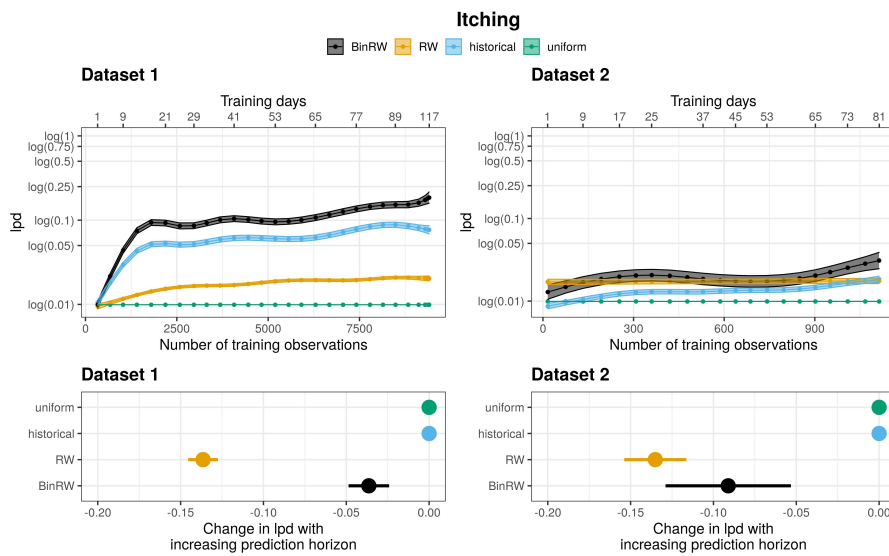 Itching
BinRW RW historical uniform
Dataset 1
Training days
1 9 21 29 41 53 65 77 89 117
log(1)
log(0.75)
log(0.5)
log(0.25)
log(0.1)
log(0.05)
log(0.01)
lpd
0 2500 5000 7500
Number of training observations
Dataset 2
Training days
1 9 17 25 37 45 53 65 73 81
log(1)
log(0.75)
log(0.5)
log(0.25)
log(0.1)
log(0.05)
log(0.01)
lpd
0 300 600 900
Number of training observations
Dataset 1
uniform
historical
RW
BinRW
-0.20 -0.15 -0.10 -0.05 0.00
Change in lpd with
increasing prediction horizon
Dataset 2
uniform
historical
RW
BinRW
-0.20 -0.15 -0.10 -0.05 0.00
Change in lpd with
increasing prediction horizon